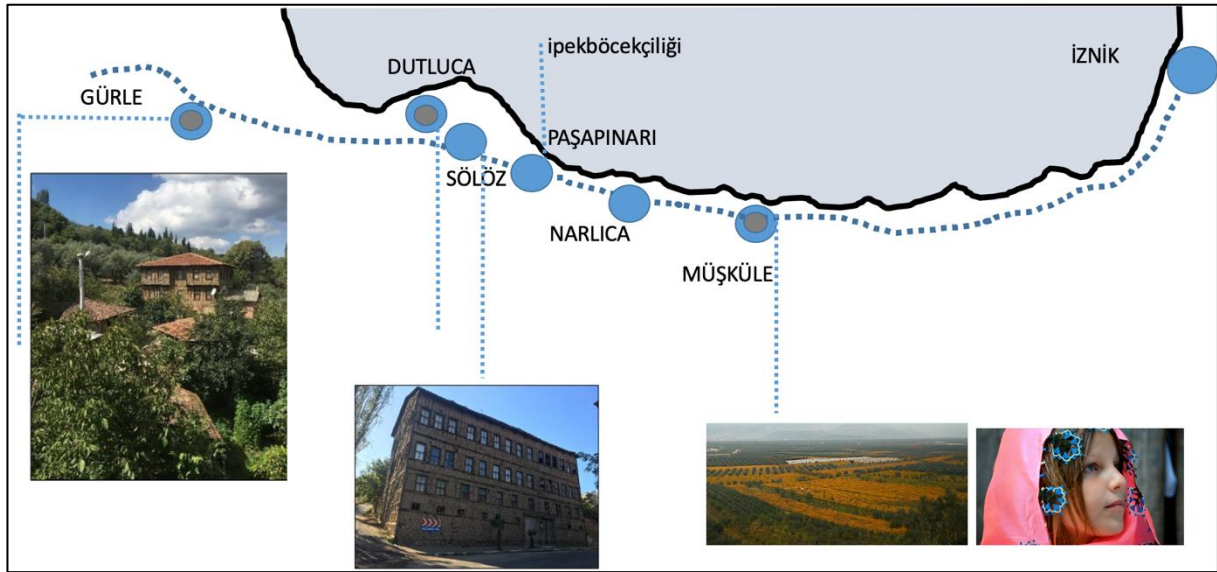 ipekböcekçiliği
DUTLUCA
İZNİK
GÜRLE
PAŞAPINARI
SÖLÖZ
NARLICA
MÜŞKÜLE